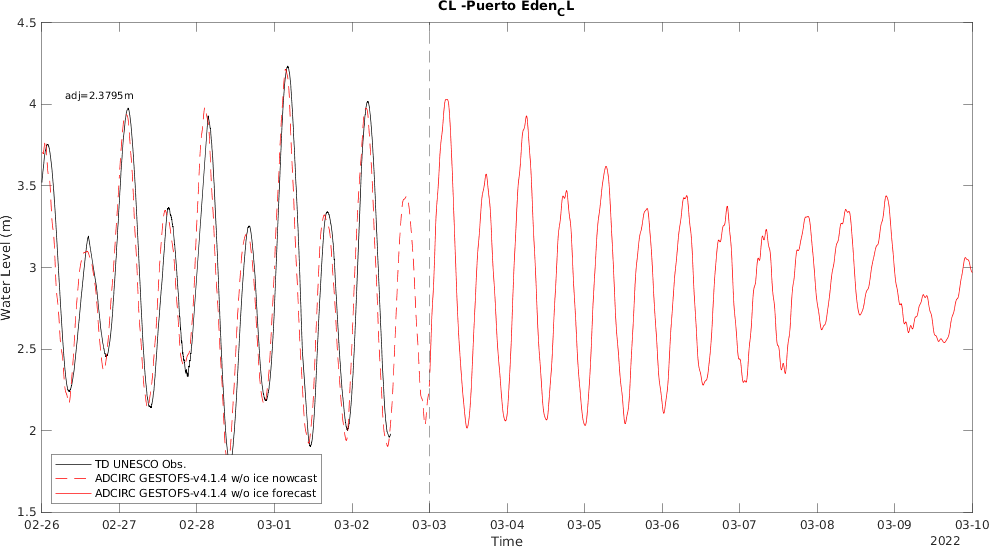 CL -Puerto Eden_CL
4.5
4
3.5
3
2.5
2
1.5
Water Level (m)
adj=2.3795m
TD UNESCO Obs.
ADCIRC GESTOFS-v4.1.4 w/o ice nowcast
ADCIRC GESTOFS-v4.1.4 w/o ice forecast
02-26 02-27 02-28 03-01 03-02 03-03 03-04 03-05 03-06 03-07 03-08 03-09 03-10
Time
2022